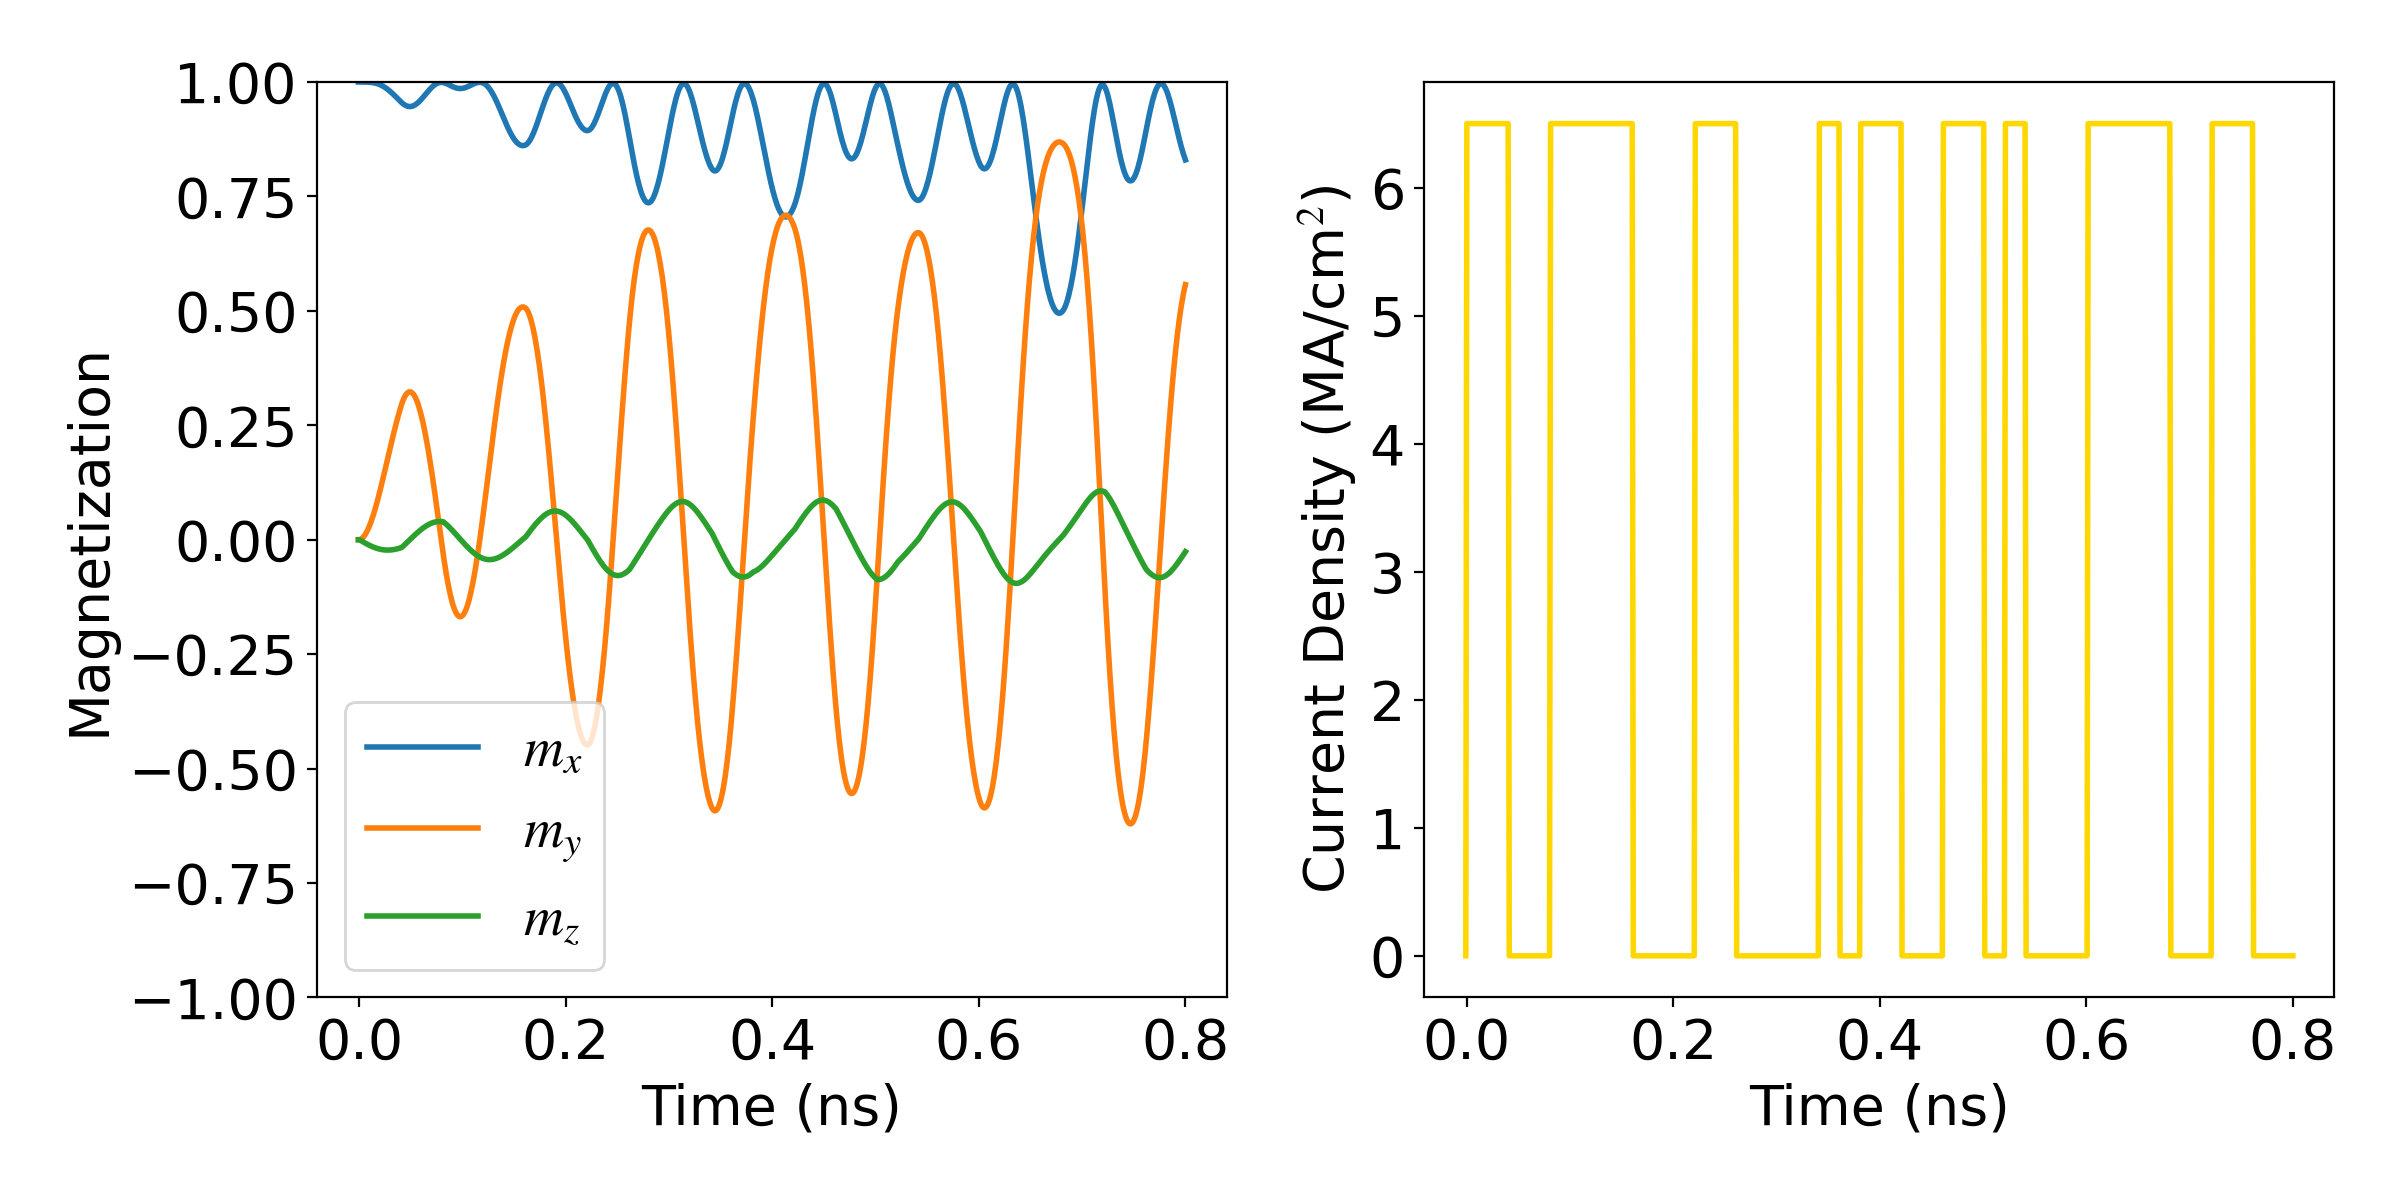 1.00
0.75
0.50
0.25
0.00
−0.25
−0.50
−0.75
−1.00
Magnetization
m_x
m_y
m_z
0.0 0.2 0.4 0.6 0.8
Time (ns)
6
5
4
3
2
1
0
Current Density (MA/cm²)
0.0 0.2 0.4 0.6 0.8
Time (ns)